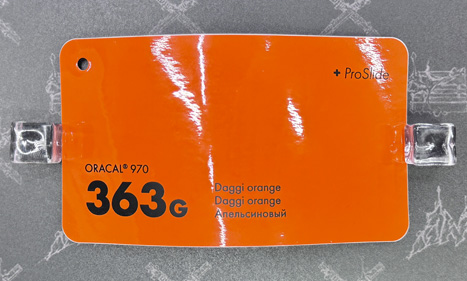 + ProSlide
ORACAL® 970
363G
Daggi orange
Daggi orange
Апельсиновый